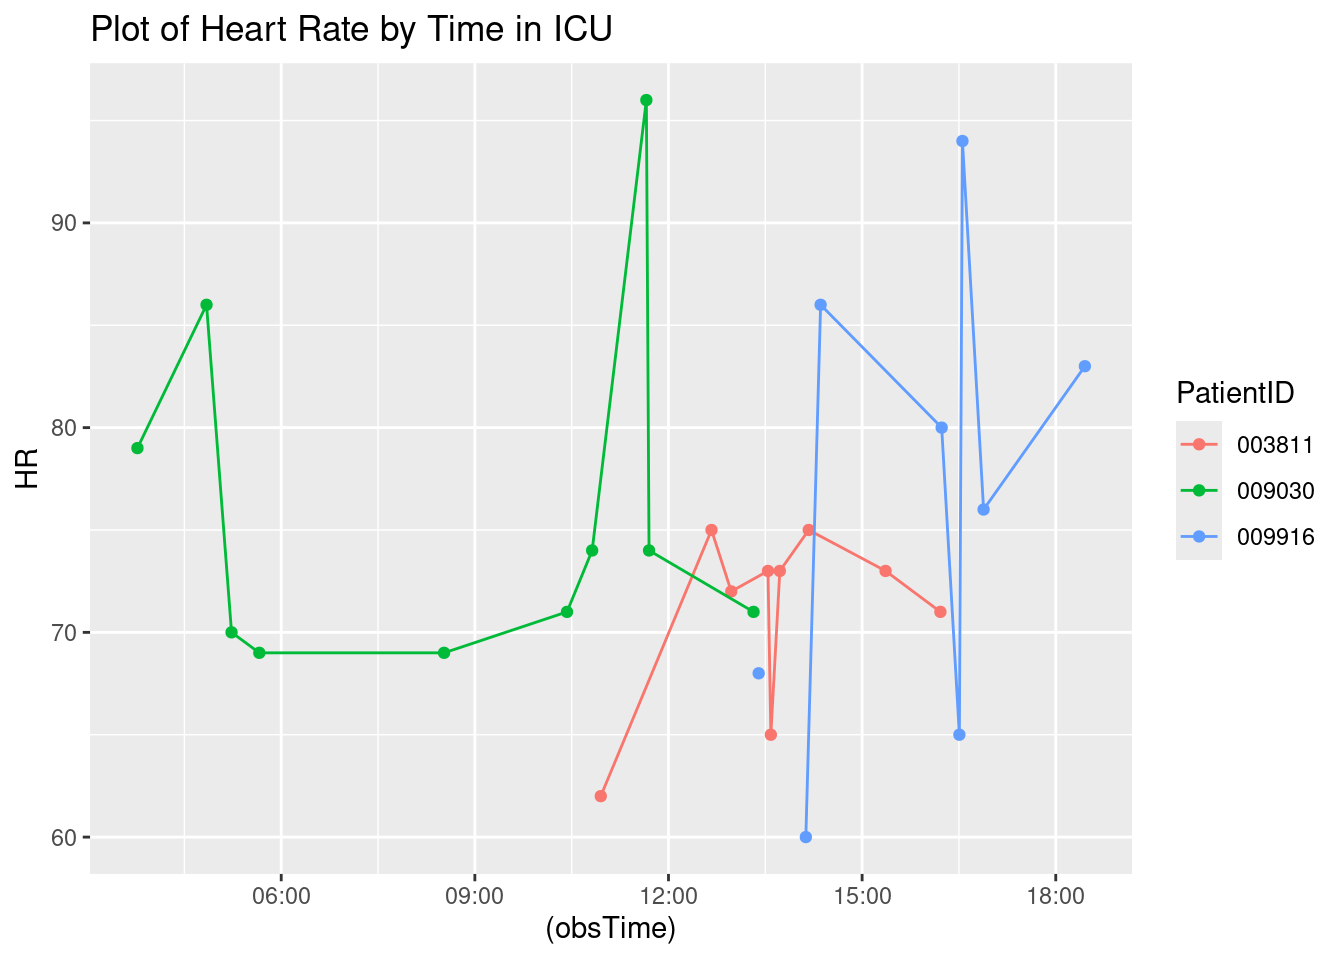 Plot of Heart Rate by Time in ICU
90
80
70
60
HR
06:00 09:00 12:00 15:00 18:00
(obsTime)
PatientID
003811
009030
009916